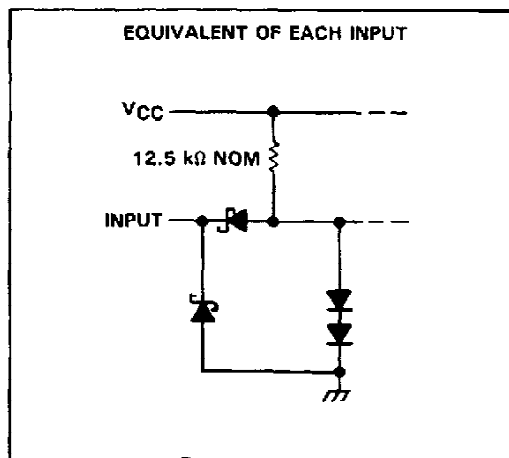 EQUIVALENT OF EACH INPUT
VCC
12.5 kΩ NOM
INPUT